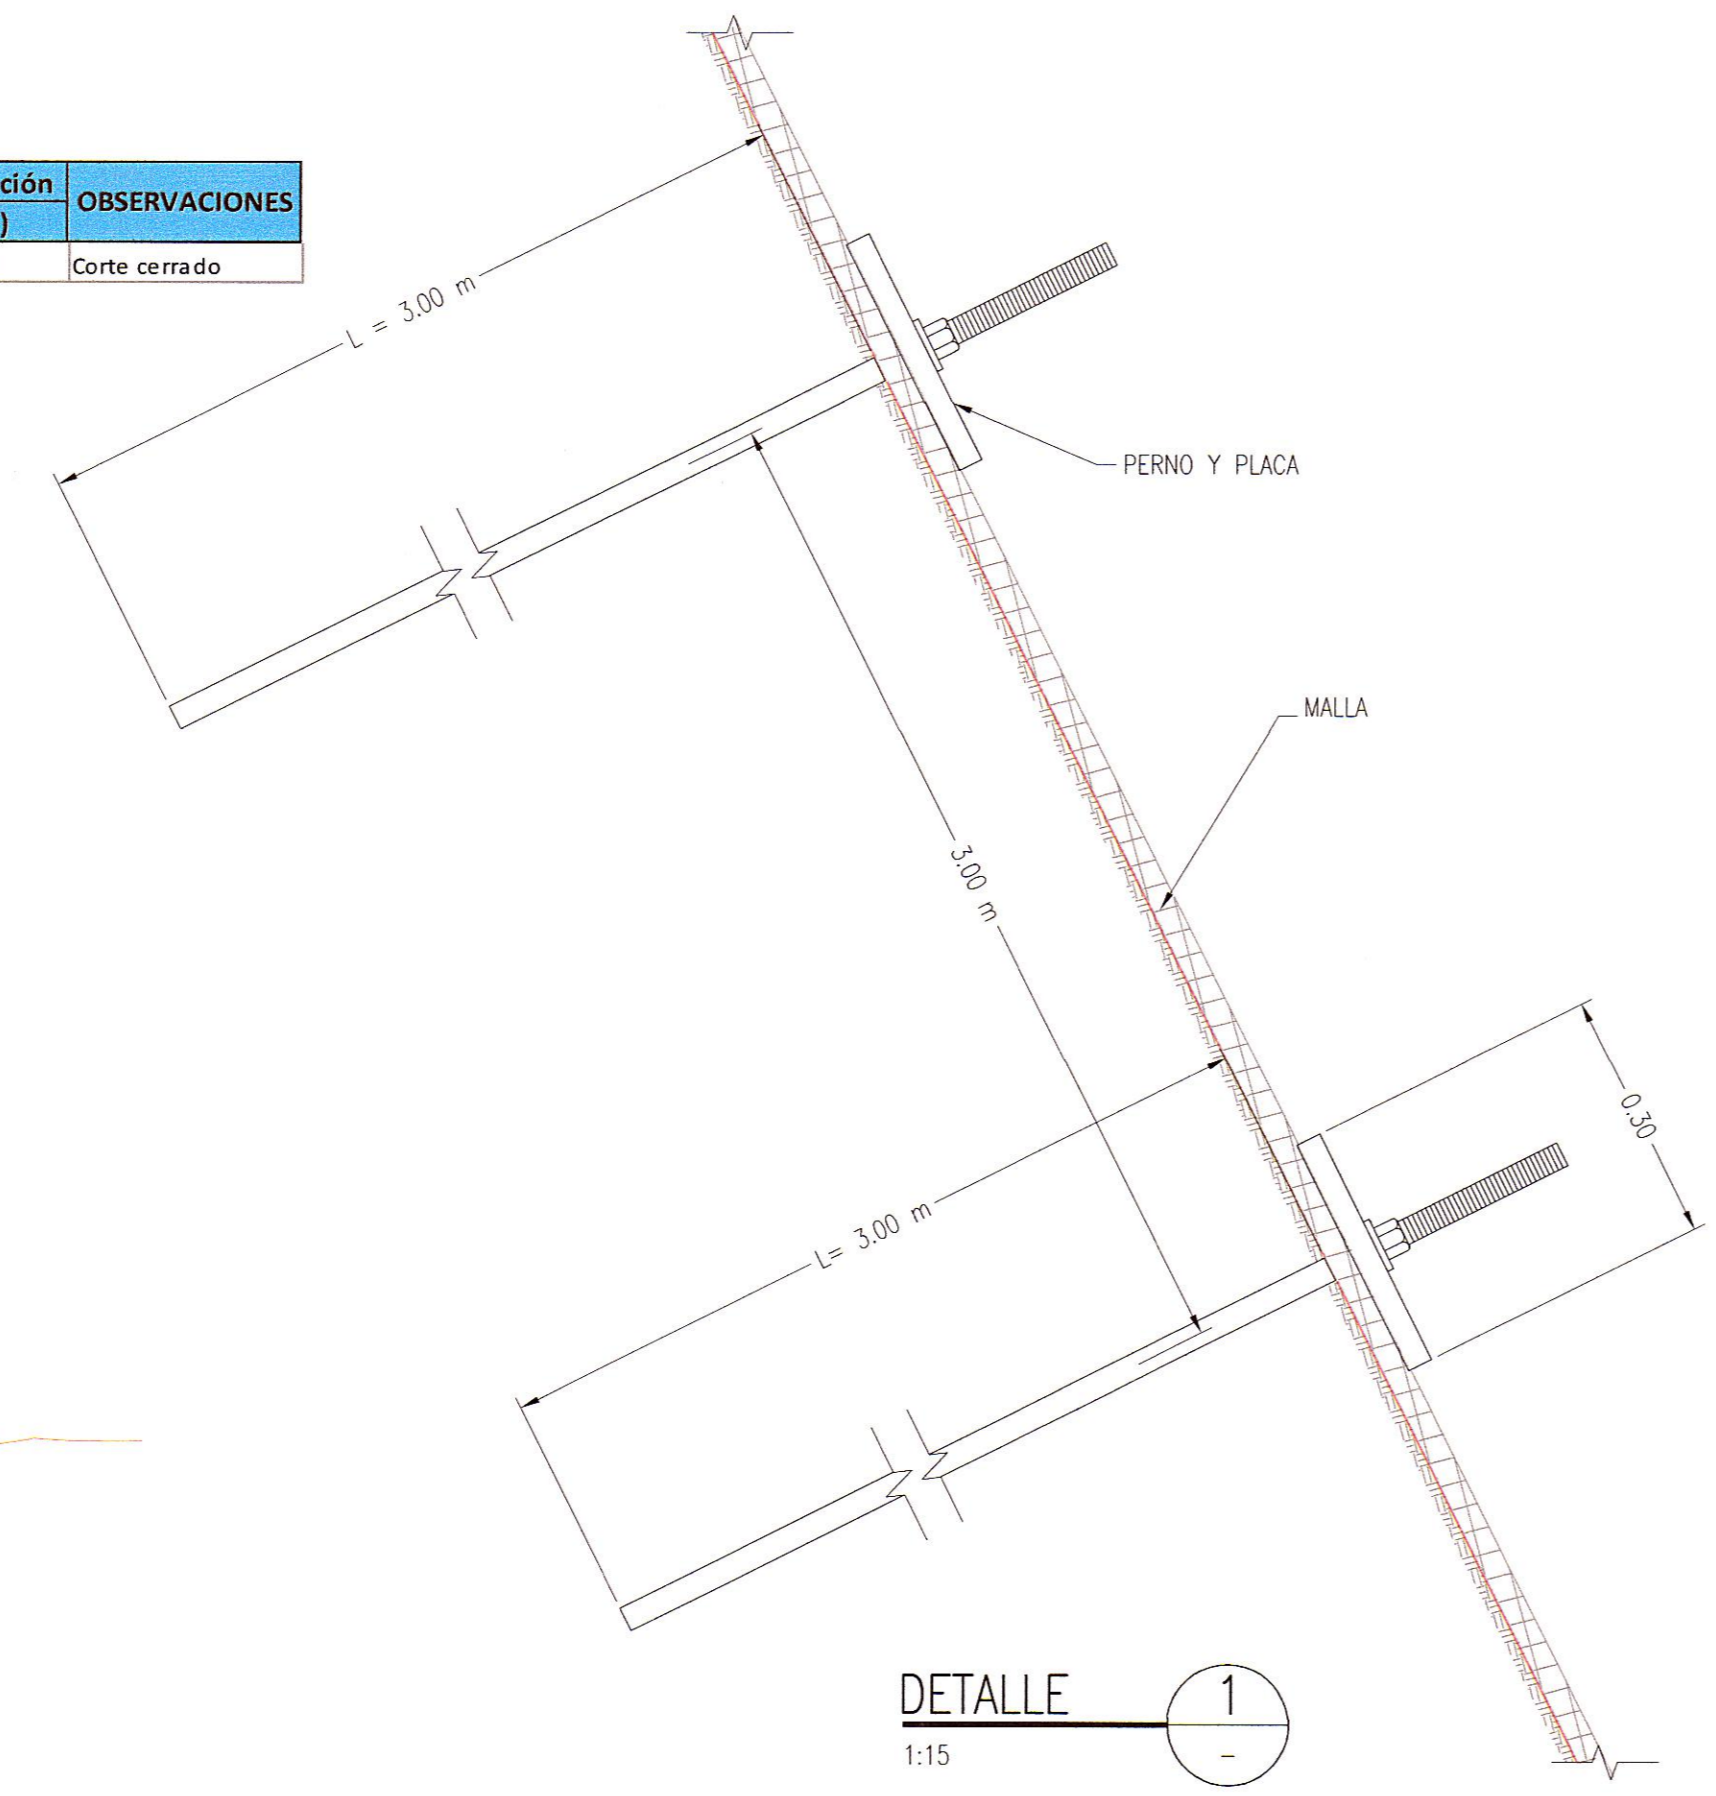 ción
OBSERVACIONES
)
Corte cerrado
L = 3.00 m
PERNO Y PLACA
MALLA
3.00 m
0.30
L= 3.00 m
DETALLE
1
1:15
-